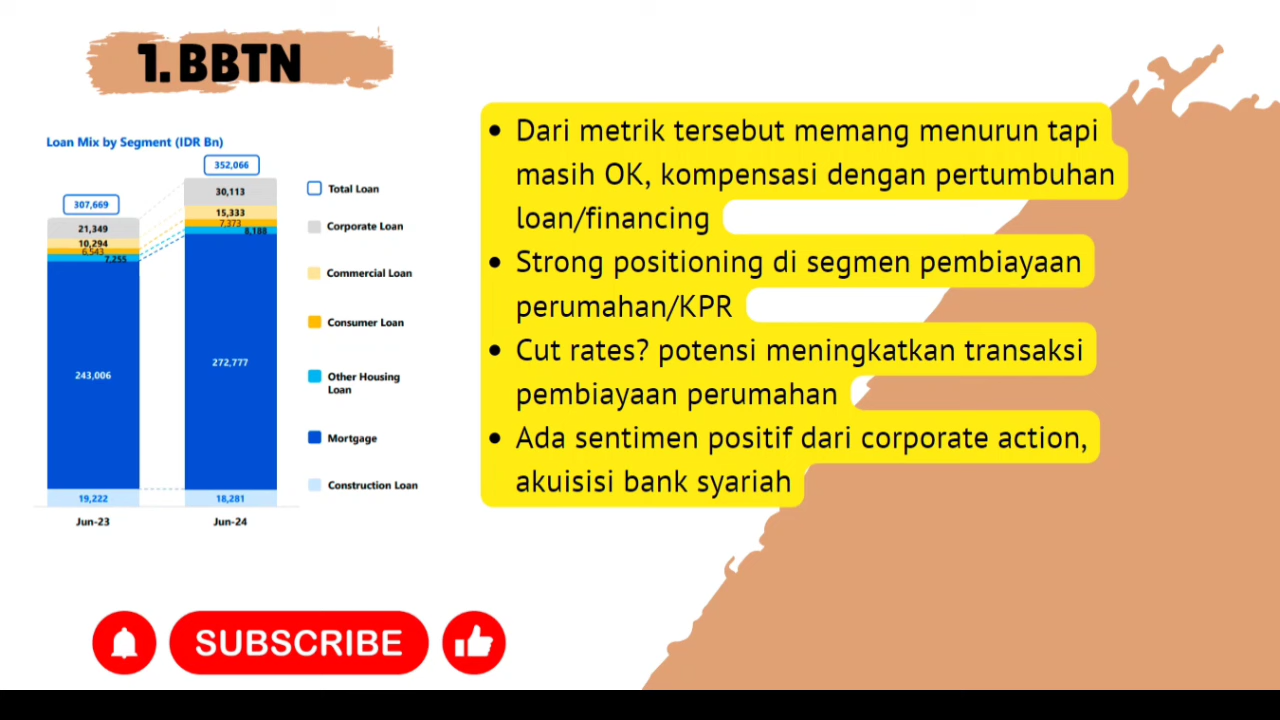 1. BBTN
Loan Mix by Segment (IDR Bn)
352,066
307,669
30,113
21,349
15,333
10,294
7,373
6,543
8,188
7,255
272,777
243,006
19,222
18,281
Jun-23
Jun-24
Total Loan
Corporate Loan
Commercial Loan
Consumer Loan
Other Housing
Loan
Mortgage
Construction Loan
• Dari metrik tersebut memang menurun tapi
masih OK, kompensasi dengan pertumbuhan
loan/financing
• Strong positioning di segmen pembiayaan
perumahan/KPR
• Cut rates? potensi meningkatkan transaksi
pembiayaan perumahan
• Ada sentimen positif dari corporate action,
akuisisi bank syariah
SUBSCRIBE